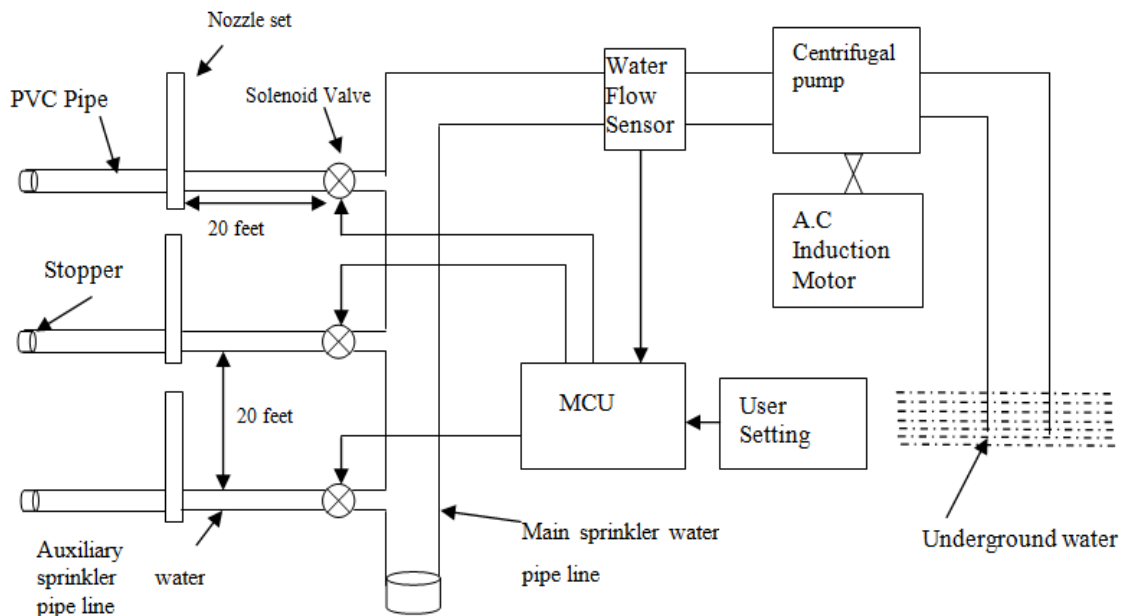 Nozzle set
PVC Pipe
Solenoid Valve
Water
Flow
Sensor
Centrifugal
pump
20 feet
A.C
Induction
Motor
Stopper
20 feet
MCU
User
Setting
Auxiliary
sprinkler water
pipe line
Main sprinkler water
pipe line
Underground water